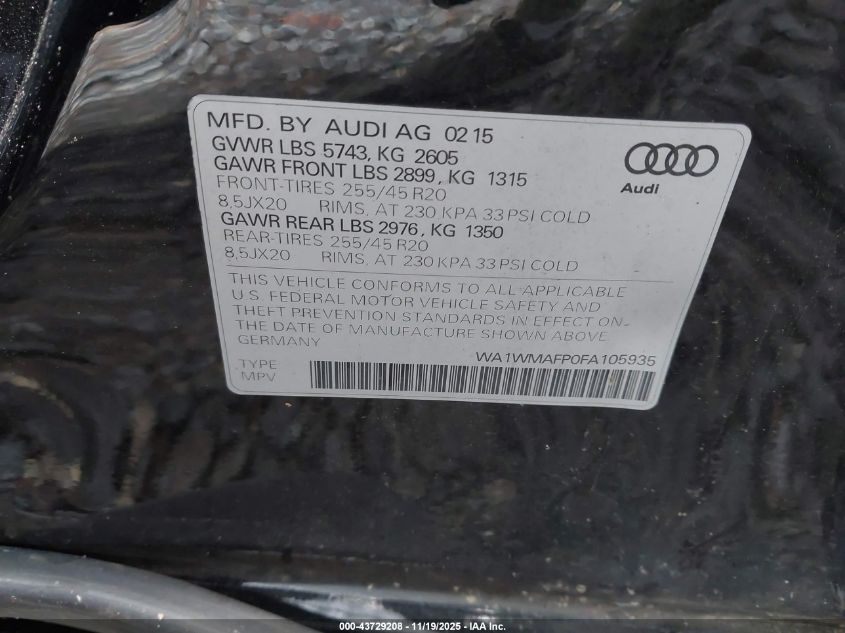 MFD. BY AUDI AG 02 15
GVWR LBS 5743, KG 2605
GAWR FRONT LBS 2899, KG 1315
FRONT-TIRES 255/45 R20
8,5JX20 RIMS, AT 230 KPA 33 PSI COLD
GAWR REAR LBS 2976, KG 1350
REAR-TIRES 255/45 R20
8,5JX20 RIMS, AT 230 KPA 33 PSI COLD
Audi
THIS VEHICLE CONFORMS TO ALL APPLICABLE
U.S. FEDERAL MOTOR VEHICLE SAFETY AND
THEFT PREVENTION STANDARDS IN EFFECT ON
THE DATE OF MANUFACTURE SHOWN ABOVE.
GERMANY
WA1WMAFP0FA105935
TYPE
MPV
000-43729208 - 11/19/2025 - IAA Inc.